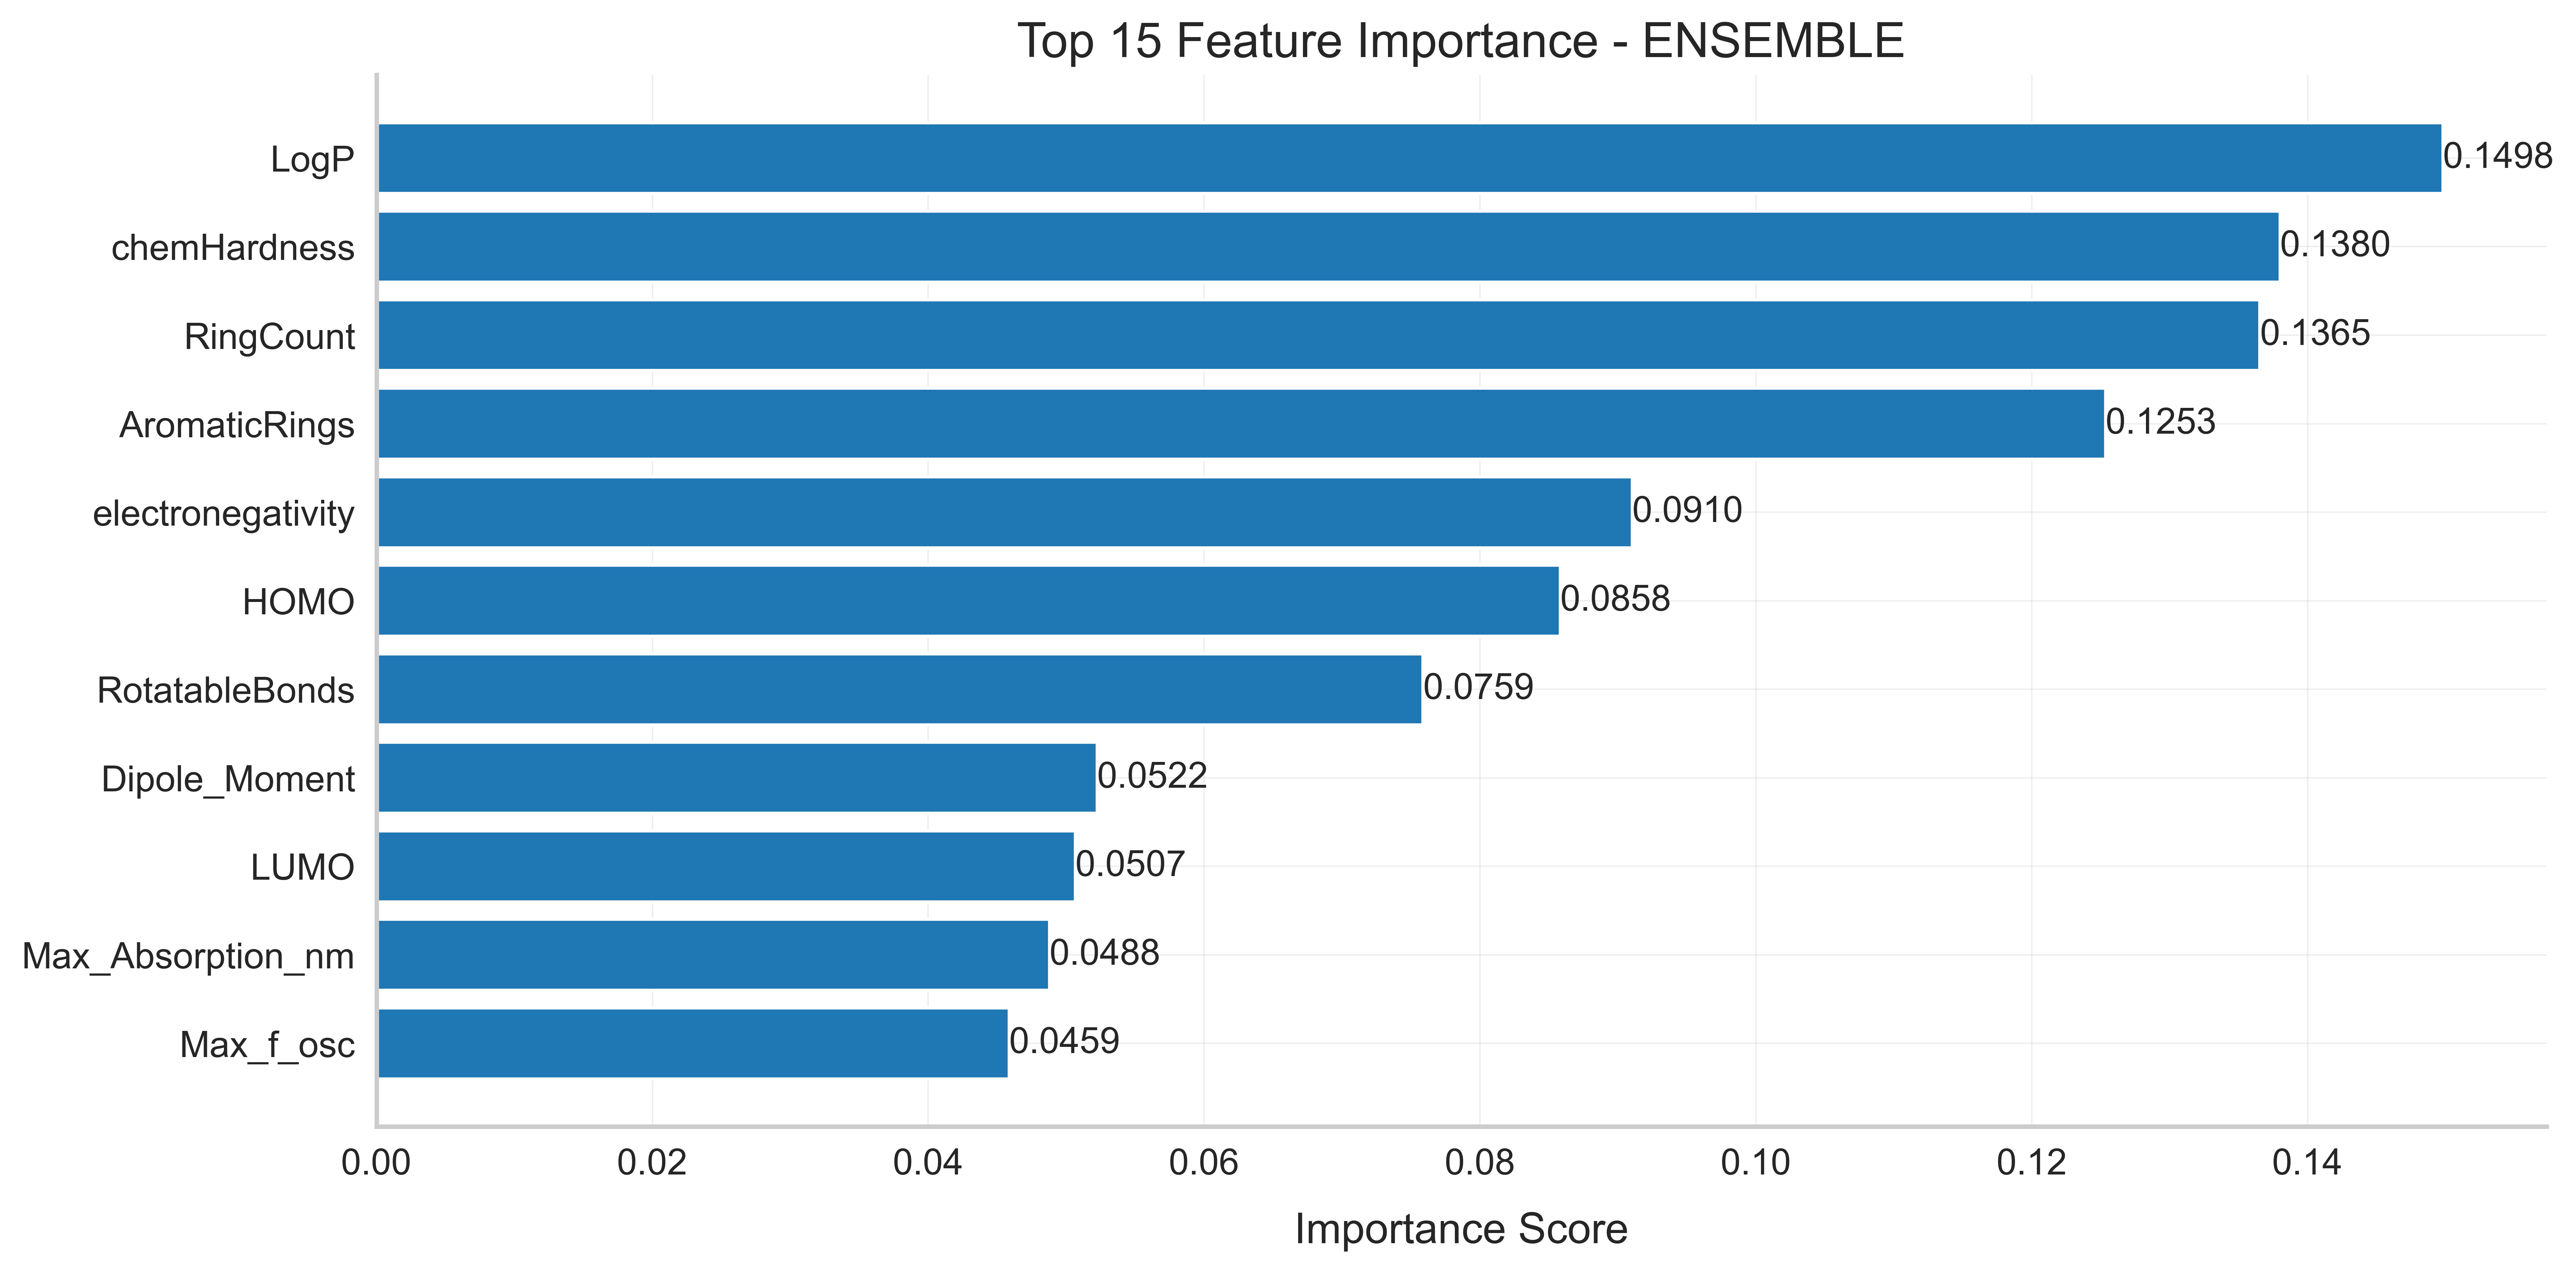 Top 15 Feature Importance - ENSEMBLE
LogP 0.1498
chemHardness 0.1380
RingCount 0.1365
AromaticRings 0.1253
electronegativity 0.0910
HOMO 0.0858
RotatableBonds 0.0759
Dipole_Moment 0.0522
LUMO 0.0507
Max_Absorption_nm 0.0488
Max_f_osc 0.0459
0.00 0.02 0.04 0.06 0.08 0.10 0.12 0.14
Importance Score